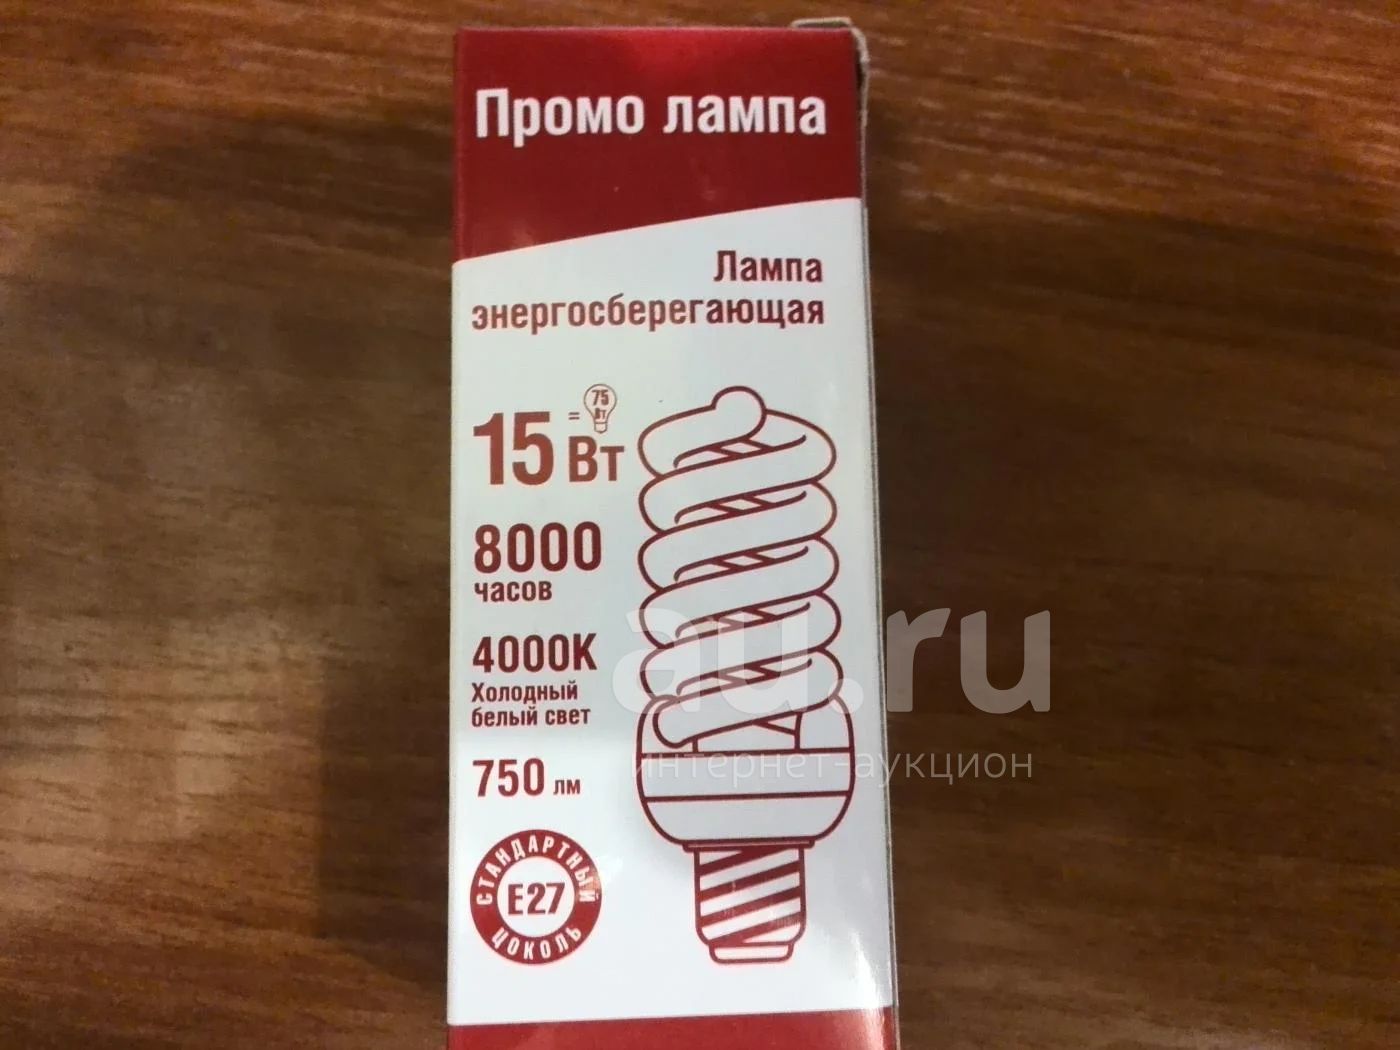 Промо лампа
Лампа
энергосберегающая
15 Вт
= 75 Вт
8000
часов
4000K
Холодный
белый свет
750 лм
СТАНДАРТНЫЙ
E27
ЦОКОЛЬ
au.ru
интернет-аукцион